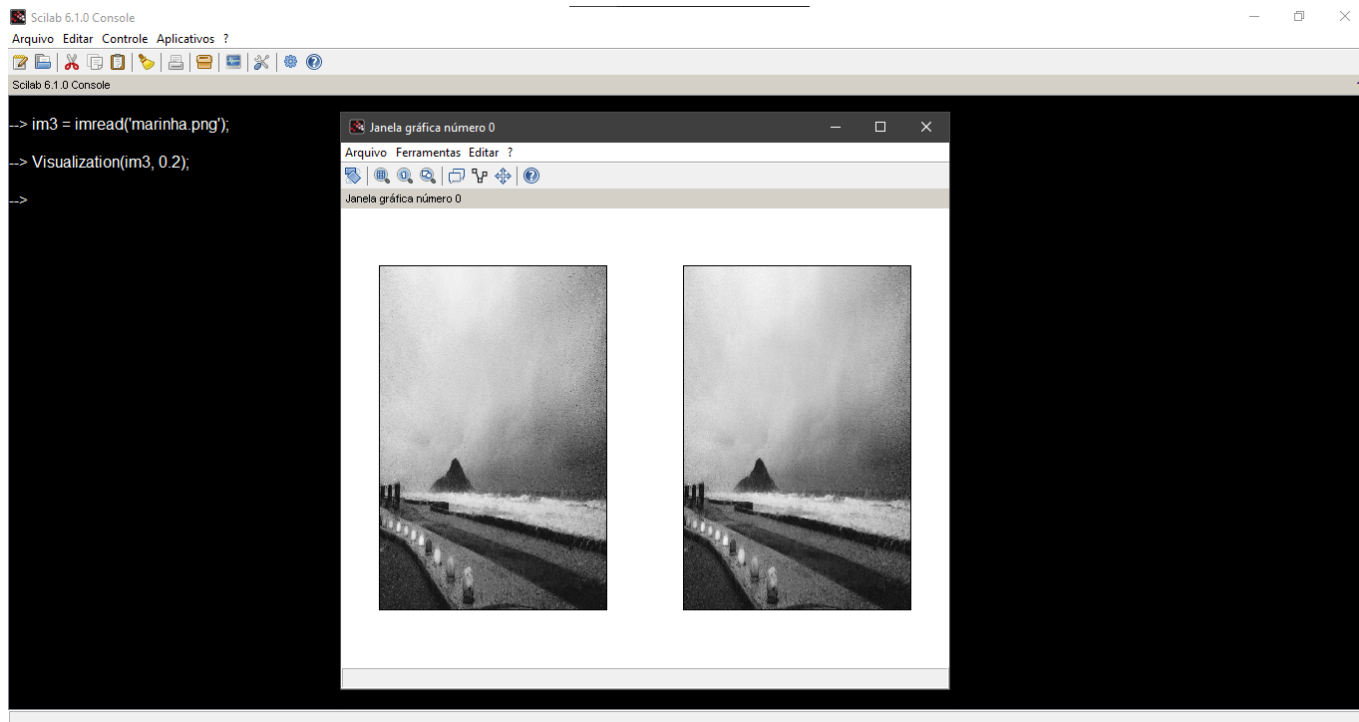 Scilab 6.1.0 Console
Arquivo Editar Controle Aplicativos ?
Scilab 6.1.0 Console
--> im3 = imread('marinha.png');
--> Visualization(im3, 0.2);
-->
Janela gráfica número 0
Arquivo Ferramentas Editar ?
Janela gráfica número 0